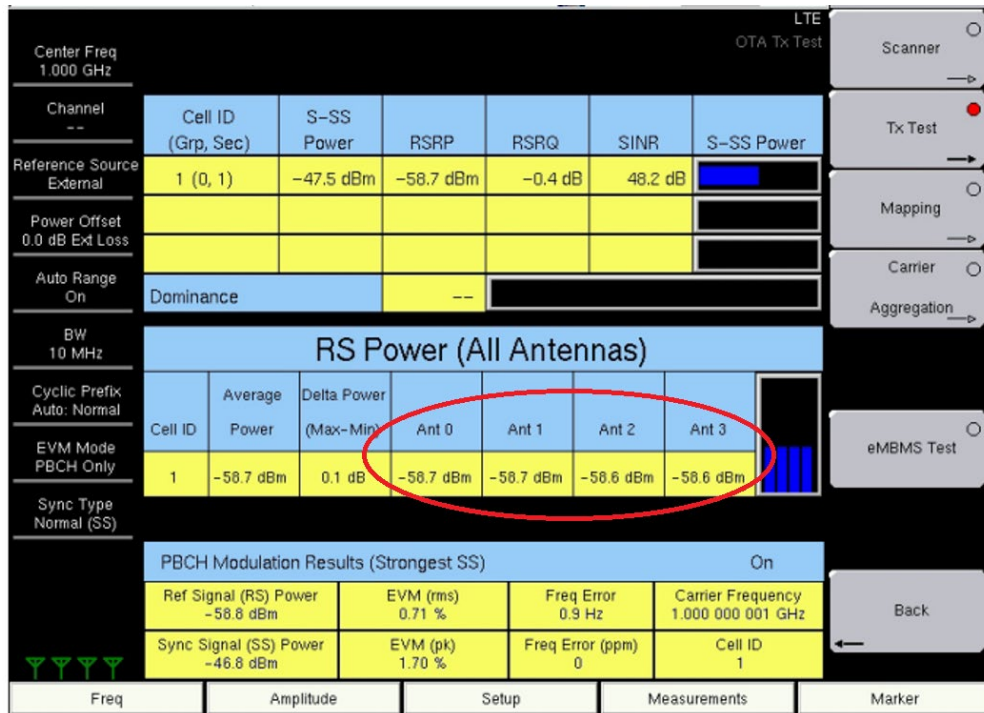 LTE
OTA Tx Test
Center Freq
1.000 GHz
Channel
--
Reference Source
External
Power Offset
0.0 dB Ext Loss
Auto Range
On
BW
10 MHz
Cyclic Prefix
Auto: Normal
EVM Mode
PBCH Only
Sync Type
Normal (SS)
Cell ID S-SS
(Grp, Sec) Power RSRP RSRQ SINR S-SS Power
1 (0, 1) -47.5 dBm -58.7 dBm -0.4 dB 48.2 dB
Dominance --
RS Power (All Antennas)
Average Delta Power
Cell ID Power (Max-Min) Ant 0 Ant 1 Ant 2 Ant 3
1 -58.7 dBm 0.1 dB -58.7 dBm -58.7 dBm -58.6 dBm -58.6 dBm
PBCH Modulation Results (Strongest SS) On
Ref Signal (RS) Power EVM (rms) Freq Error Carrier Frequency
-58.8 dBm 0.71 % 0.9 Hz 1.000 000 001 GHz
Sync Signal (SS) Power EVM (pk) Freq Error (ppm) Cell ID
-46.8 dBm 1.70 % 0 1
Scanner
Tx Test
Mapping
Carrier
Aggregation
eMBMS Test
Back
Freq Amplitude Setup Measurements Marker